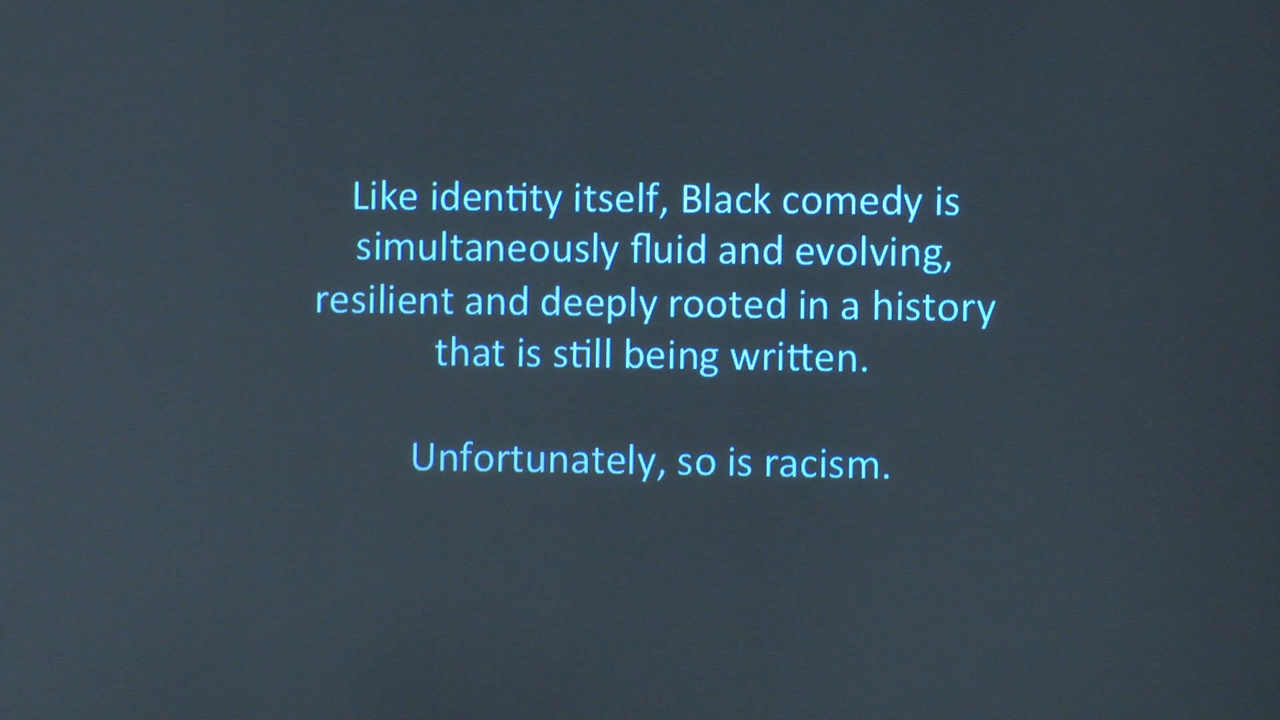 Like identity itself, Black comedy is
simultaneously fluid and evolving,
resilient and deeply rooted in a history
that is still being written.
Unfortunately, so is racism.